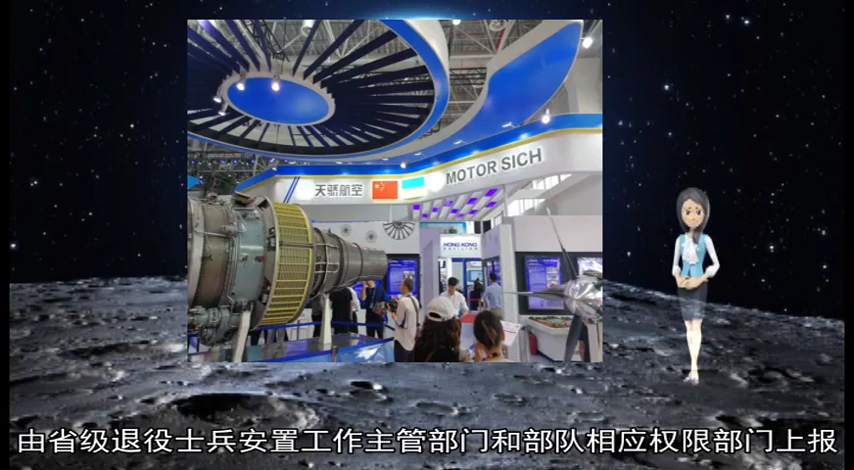 天骄航空
MOTOR SICH
HONG KONG
PAVILION
由省级退役士兵安置工作主管部门和部队相应权限部门上报